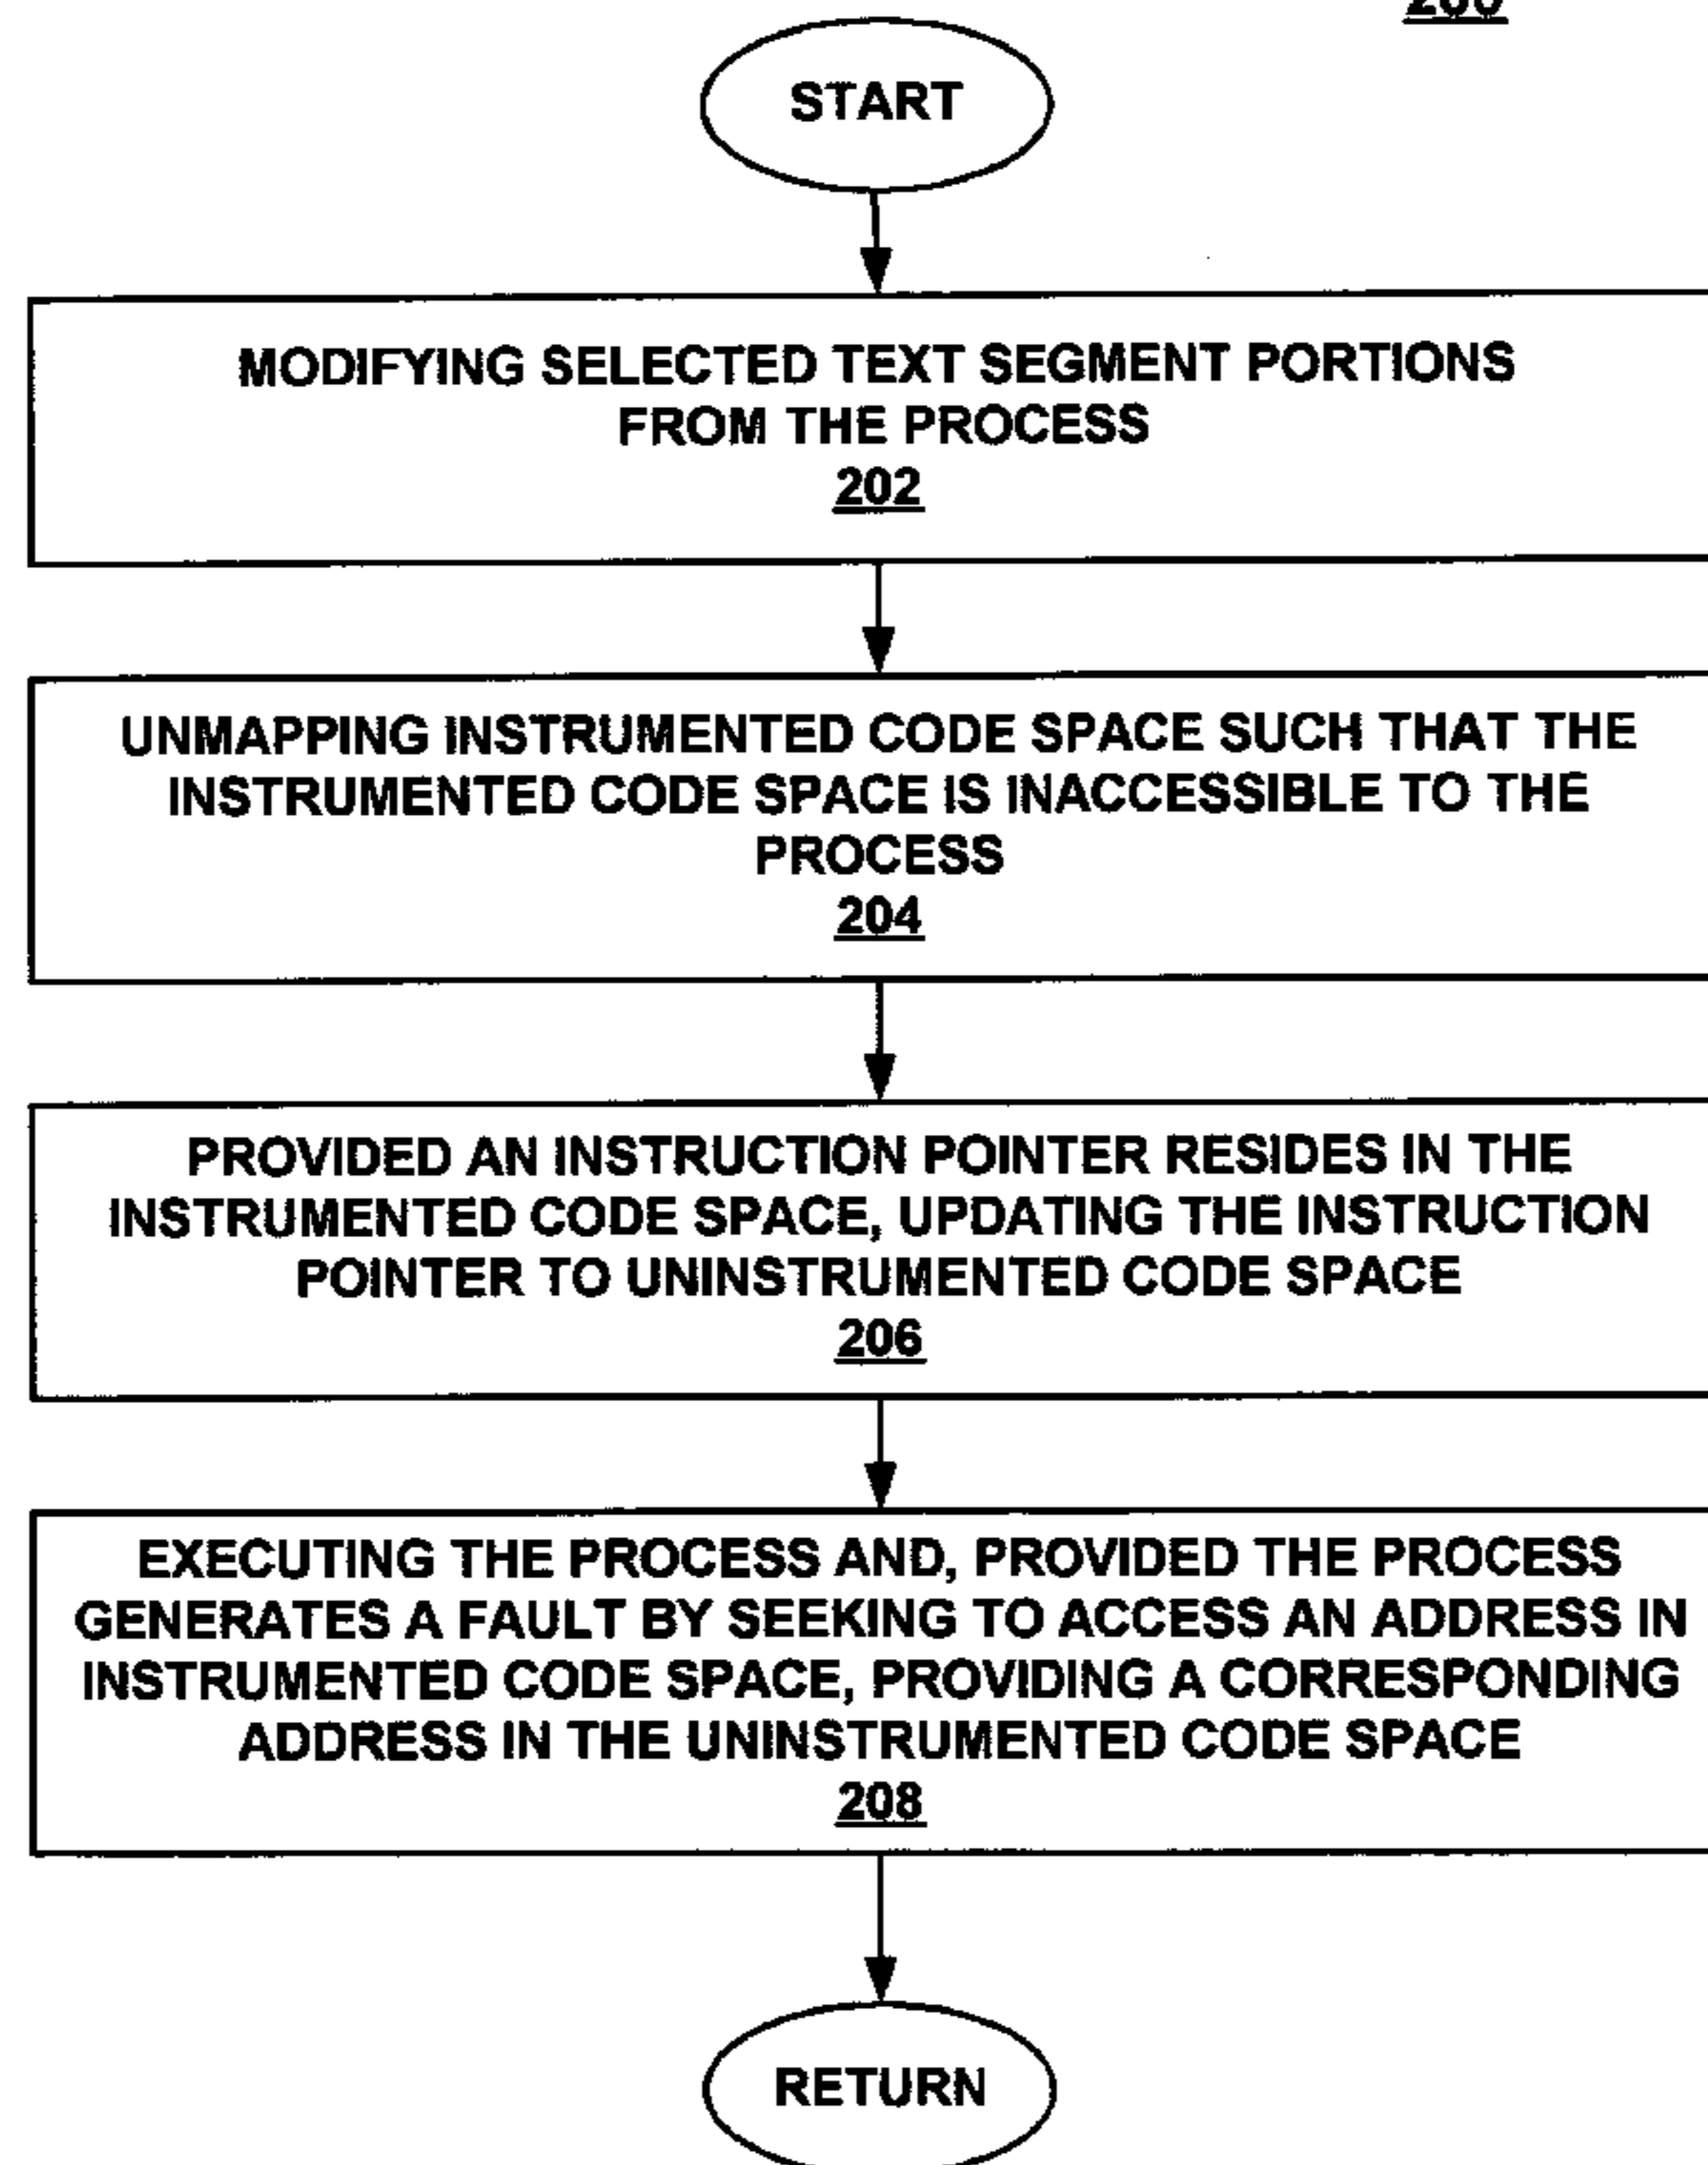 START
MODIFYING SELECTED TEXT SEGMENT PORTIONS
FROM THE PROCESS
202
UNMAPPING INSTRUMENTED CODE SPACE SUCH THAT THE
INSTRUMENTED CODE SPACE IS INACCESSIBLE TO THE
PROCESS
204
PROVIDED AN INSTRUCTION POINTER RESIDES IN THE
INSTRUMENTED CODE SPACE, UPDATING THE INSTRUCTION
POINTER TO UNINSTRUMENTED CODE SPACE
206
EXECUTING THE PROCESS AND, PROVIDED THE PROCESS
GENERATES A FAULT BY SEEKING TO ACCESS AN ADDRESS IN
INSTRUMENTED CODE SPACE, PROVIDING A CORRESPONDING
ADDRESS IN THE UNINSTRUMENTED CODE SPACE
208
RETURN